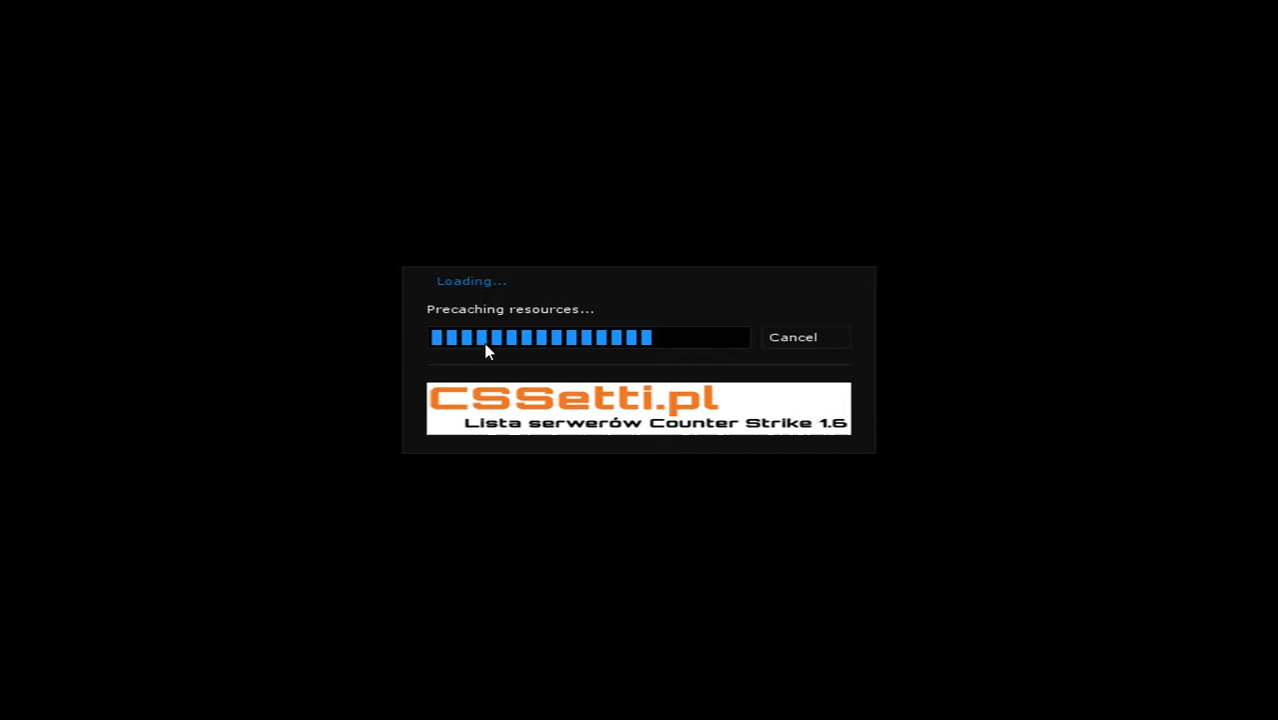 Loading...
Precaching resources...
Cancel
CSSetti.pl
Lista serwerów Counter Strike 1.6